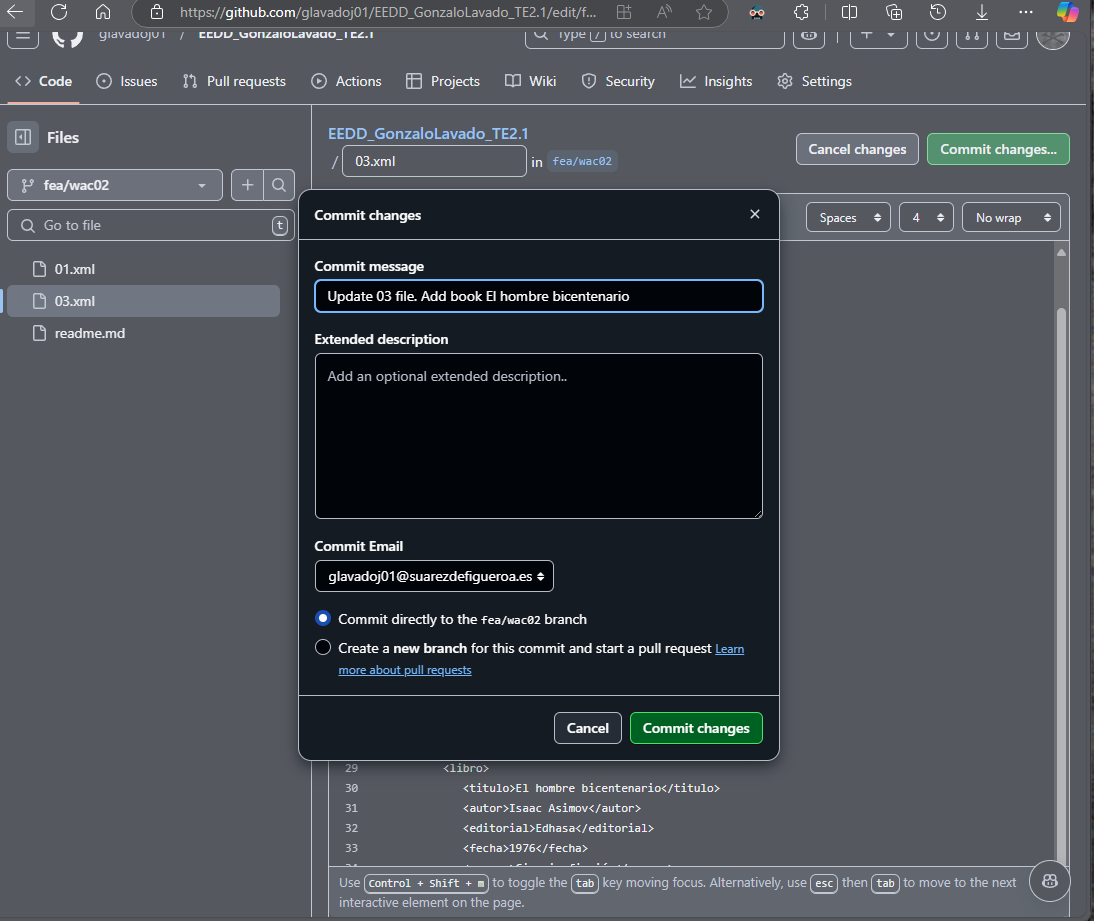 https://github.com/glavadoj01/EEDD_GonzaloLavado_TE2.1/edit/f...
glavadoj01 / EEDD_GonzaloLavado_TE2.1
Type / to search
Code Issues Pull requests Actions Projects Wiki Security Insights Settings
Files
EEDD_GonzaloLavado_TE2.1
/ 03.xml in fea/wac02
Cancel changes Commit changes...
fea/wac02
Go to file t
01.xml
03.xml
readme.md
Spaces 4 No wrap
Commit changes
Commit message
Update 03 file. Add book El hombre bicentenario
Extended description
Add an optional extended description..
Commit Email
glavadoj01@suarezdefigueroa.es
Commit directly to the fea/wac02 branch
Create a new branch for this commit and start a pull request Learn
more about pull requests
Cancel Commit changes
29 <libro>
30 <titulo>El hombre bicentenario</titulo>
31 <autor>Isaac Asimov</autor>
32 <editorial>Edhasa</editorial>
33 <fecha>1976</fecha>
Use Control + Shift + m to toggle the tab key moving focus. Alternatively, use esc then tab to move to the next
interactive element on the page.